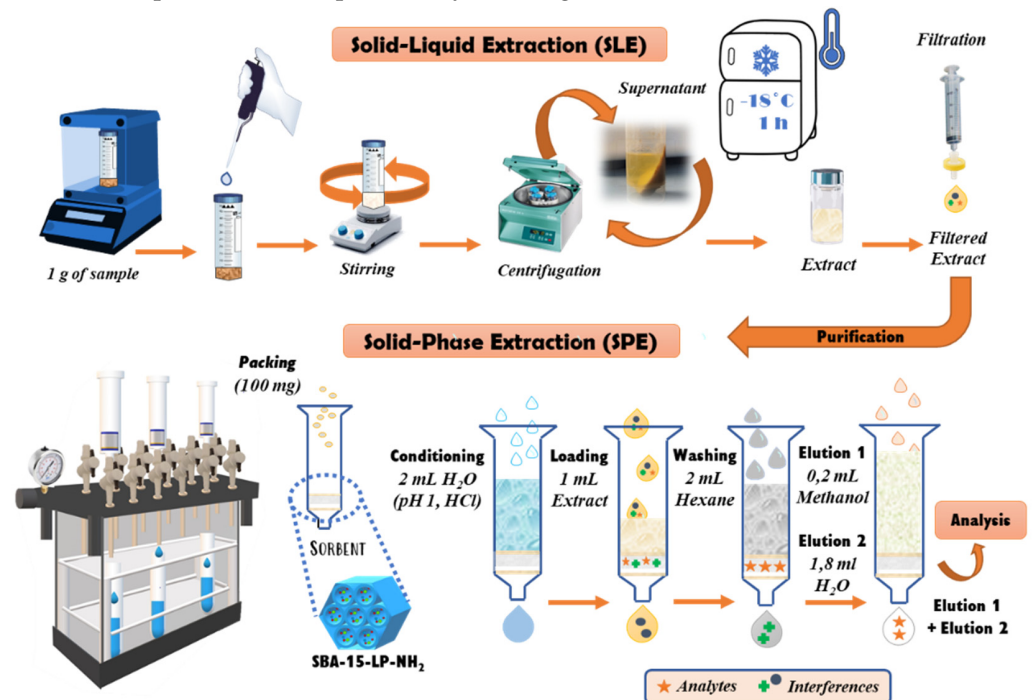 Solid-Liquid Extraction (SLE)
Filtration
Supernatant
-18°C
1 h
1 g of sample
Stirring
Centrifugation
Extract
Filtered
Extract
Purification
Solid-Phase Extraction (SPE)
Packing
(100 mg)
Conditioning
2 mL H₂O
(pH 1, HCl)
Loading
1 mL
Extract
Washing
2 mL
Hexane
Elution 1
0,2 mL
Methanol
Elution 2
1,8 ml
H₂O
Analysis
SORBENT
Elution 1
+ Elution 2
SBA-15-LP-NH₂
Analytes
Interferences